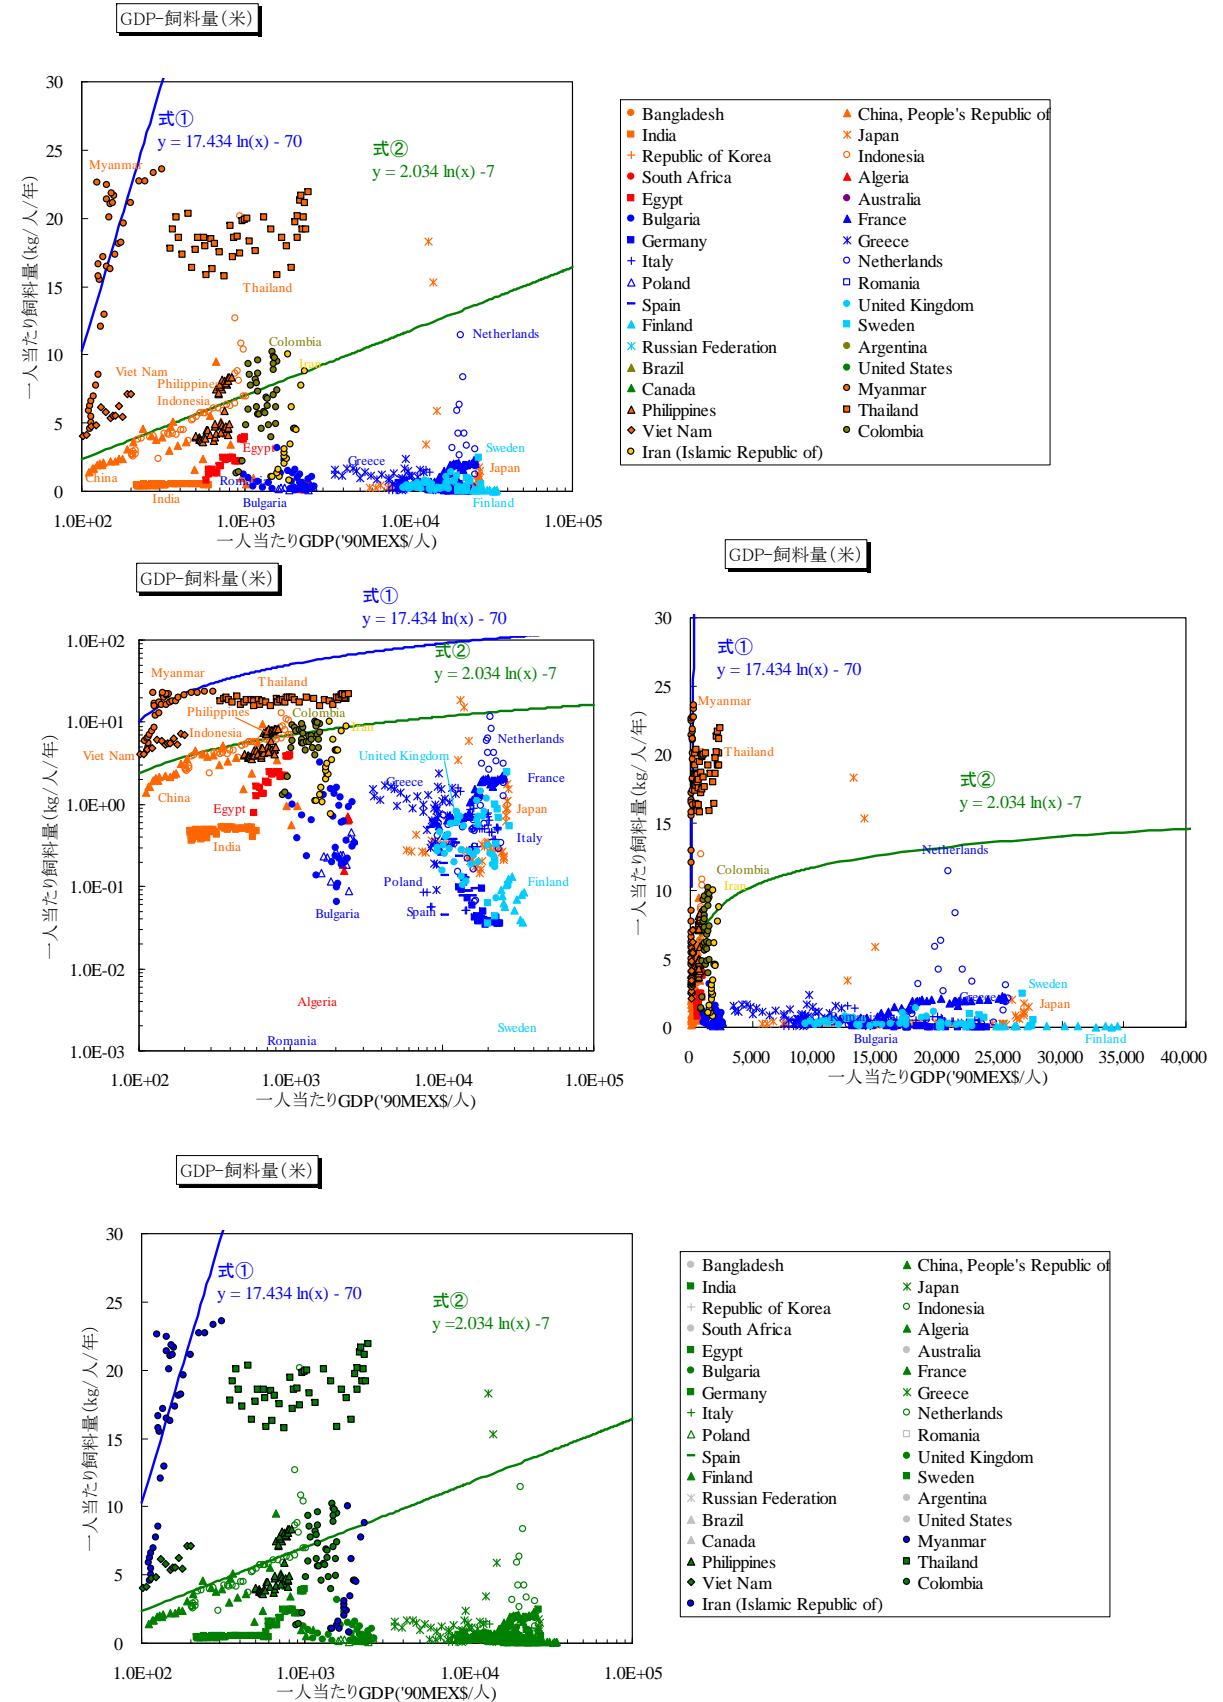 GDP-飼料量(米)
30
25
20
15
10
5
0
一人当たり飼料量(kg/人/年)
式①
y = 17.434 ln(x) - 70
式②
y = 2.034 ln(x) -7
Myanmar
Thailand
Netherlands
Colombia
Iran
Viet Nam
Philippines
Indonesia
Egypt
Greece
Sweden
China
Japan
India
Bulgaria
Finland
1.0E+02
1.0E+03
1.0E+04
1.0E+05
一人当たりGDP('90MEX$/人)
Bangladesh
China, People's Republic of
India
Japan
Republic of Korea
Indonesia
South Africa
Algeria
Egypt
Australia
Bulgaria
France
Germany
Greece
Italy
Netherlands
Poland
Romania
Spain
United Kingdom
Finland
Sweden
Russian Federation
Argentina
Brazil
United States
Canada
Myanmar
Philippines
Thailand
Viet Nam
Colombia
Iran (Islamic Republic of)
GDP-飼料量(米)
式①
y = 17.434 ln(x) - 70
1.0E+02
1.0E+01
1.0E+00
1.0E-01
1.0E-02
1.0E-03
一人当たり飼料量(kg/人/年)
式②
y = 2.034 ln(x) -7
Myanmar
Thailand
Philippines
Colombia
Indonesia
Iran
Viet Nam
United Kingdom
Netherlands
Greece
France
China
Egypt
Japan
India
Italy
Poland
Finland
Bulgaria
Spain
Algeria
Sweden
Romania
1.0E+02
1.0E+03
1.0E+04
1.0E+05
一人当たりGDP('90MEX$/人)
GDP-飼料量(米)
30
25
20
15
10
5
0
一人当たり飼料量(kg/人/年)
式①
y = 17.434 ln(x) - 70
Myanmar
Thailand
式②
y = 2.034 ln(x) -7
Netherlands
Colombia
Iran
Greece
Sweden
Japan
Bulgaria
Finland
0
5,000
10,000
15,000
20,000
25,000
30,000
35,000
40,000
一人当たりGDP('90MEX$/人)
GDP-飼料量(米)
30
25
20
15
10
5
0
一人当たり飼料量(kg/人/年)
式①
y = 17.434 ln(x) - 70
式②
y =2.034 ln(x) -7
1.0E+02
1.0E+03
1.0E+04
1.0E+05
一人当たりGDP('90MEX$/人)
Bangladesh
China, People's Republic of
India
Japan
Republic of Korea
Indonesia
South Africa
Algeria
Egypt
Australia
Bulgaria
France
Germany
Greece
Italy
Netherlands
Poland
Romania
Spain
United Kingdom
Finland
Sweden
Russian Federation
Argentina
Brazil
United States
Canada
Myanmar
Philippines
Thailand
Viet Nam
Colombia
Iran (Islamic Republic of)